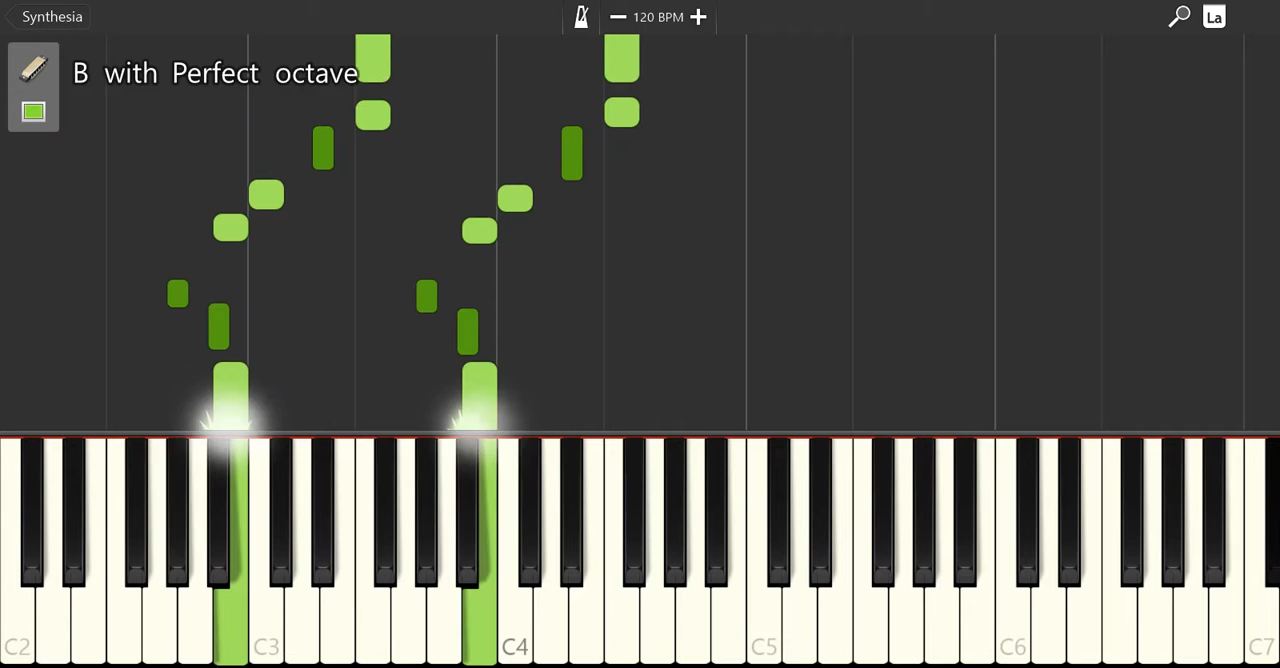 Synthesia
120 BPM
La
B with Perfect octave
C2 C3 C4 C5 C6 C7